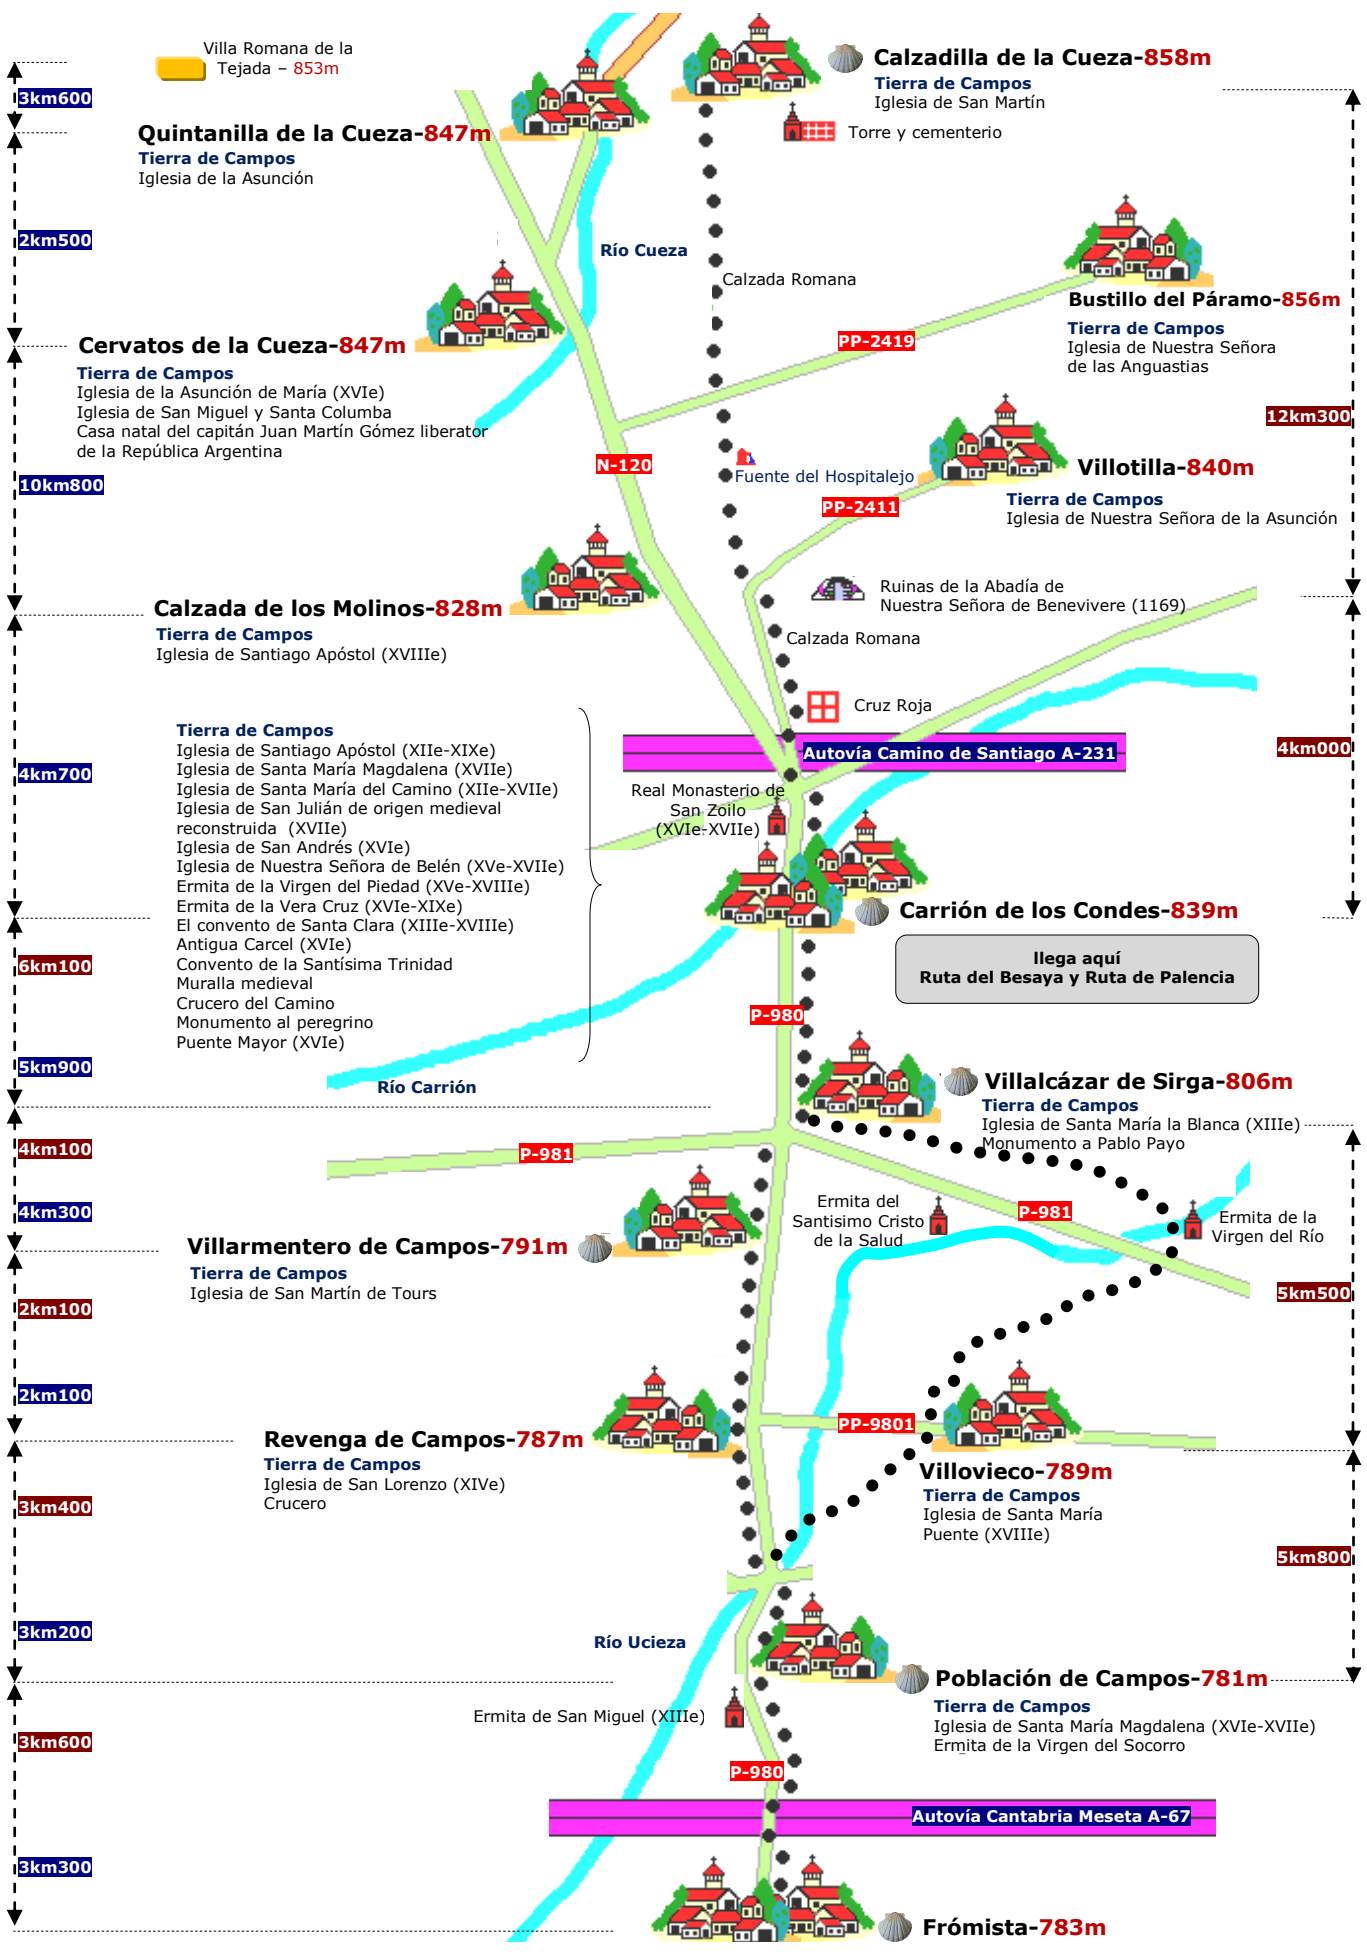 Villa Romana de la
Tejada – 853m
Calzadilla de la Cueza-858m
Tierra de Campos
Iglesia de San Martín
Torre y cementerio
3km600
Quintanilla de la Cueza-847m
Tierra de Campos
Iglesia de la Asunción
2km500
Río Cueza
Calzada Romana
Bustillo del Páramo-856m
Tierra de Campos
Iglesia de Nuestra Señora
de las Anguastias
PP-2419
Cervatos de la Cueza-847m
Tierra de Campos
Iglesia de la Asunción de María (XVIe)
Iglesia de San Miguel y Santa Columba
Casa natal del capitán Juan Martín Gómez liberator
de la República Argentina
12km300
N-120
Fuente del Hospitalejo
Villotilla-840m
Tierra de Campos
Iglesia de Nuestra Señora de la Asunción
10km800
PP-2411
Ruinas de la Abadía de
Nuestra Señora de Benevivere (1169)
Calzada de los Molinos-828m
Tierra de Campos
Iglesia de Santiago Apóstol (XVIIIe)
Calzada Romana
Cruz Roja
Autovía Camino de Santiago A-231
4km000
4km700
Tierra de Campos
Iglesia de Santiago Apóstol (XIIe-XIXe)
Iglesia de Santa María Magdalena (XVIIe)
Iglesia de Santa María del Camino (XIIe-XVIIe)
Iglesia de San Julián de origen medieval
reconstruida (XVIIe)
Iglesia de San Andrés (XVIe)
Iglesia de Nuestra Señora de Belén (XVe-XVIIe)
Ermita de la Virgen del Piedad (XVe-XVIIIe)
Ermita de la Vera Cruz (XVIe-XIXe)
El convento de Santa Clara (XIIIe-XVIIIe)
Antigua Carcel (XVIe)
Convento de la Santísima Trinidad
Muralla medieval
Crucero del Camino
Monumento al peregrino
Puente Mayor (XVIe)
Real Monasterio de
San Zoilo
(XVIe-XVIIe)
Carrión de los Condes-839m
llega aquí
Ruta del Besaya y Ruta de Palencia
6km100
P-980
5km900
Río Carrión
Villalcázar de Sirga-806m
Tierra de Campos
Iglesia de Santa María la Blanca (XIIIe)
Monumento a Pablo Payo
4km100
P-981
4km300
Ermita del
Santisimo Cristo
de la Salud
P-981
Ermita de la
Virgen del Río
Villarmentero de Campos-791m
Tierra de Campos
Iglesia de San Martín de Tours
2km100
5km500
2km100
PP-9801
Revenga de Campos-787m
Tierra de Campos
Iglesia de San Lorenzo (XIVe)
Crucero
Villovieco-789m
Tierra de Campos
Iglesia de Santa María
Puente (XVIIIe)
3km400
5km800
3km200
Río Ucieza
Población de Campos-781m
Tierra de Campos
Iglesia de Santa María Magdalena (XVIe-XVIIe)
Ermita de la Virgen del Socorro
Ermita de San Miguel (XIIIe)
3km600
P-980
Autovía Cantabria Meseta A-67
3km300
Frómista-783m